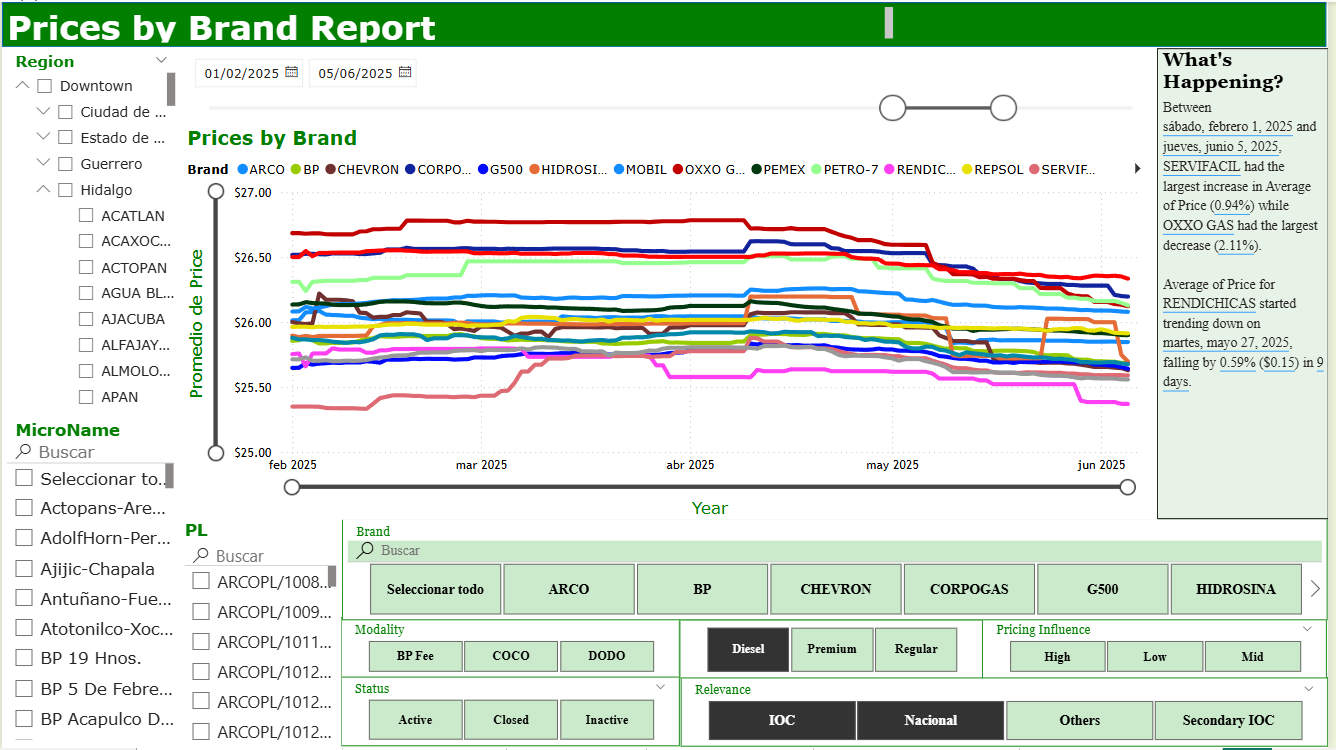 Prices by Brand Report
Region
Downtown
Ciudad de ...
Estado de ...
Guerrero
Hidalgo
ACATLAN
ACAXOC...
ACTOPAN
AGUA BL...
AJACUBA
ALFAJAY...
ALMOLO...
APAN
MicroName
Buscar
Seleccionar to...
Actopans-Are...
AdolfHorn-Per...
Ajijic-Chapala
Antuñano-Fue...
Atotonilco-Xoc...
BP 19 Hnos.
BP 5 De Febre...
BP Acapulco D...
01/02/2025 05/06/2025
Prices by Brand
Brand ARCO BP CHEVRON CORPO... G500 HIDROSI... MOBIL OXXO G... PEMEX PETRO-7 RENDIC... REPSOL SERVIF...
Promedio de Price
$27.00
$26.50
$26.00
$25.50
$25.00
feb 2025 mar 2025 abr 2025 may 2025 jun 2025
Year
What's
Happening?
Between
sábado, febrero 1, 2025 and
jueves, junio 5, 2025,
SERVIFACIL had the
largest increase in Average
of Price (0.94%) while
OXXO GAS had the largest
decrease (2.11%).
Average of Price for
RENDICHICAS started
trending down on
martes, mayo 27, 2025,
falling by 0.59% ($0.15) in 9
days.
PL
Buscar
ARCOPL/1008...
ARCOPL/1009...
ARCOPL/1011...
ARCOPL/1012...
ARCOPL/1012...
ARCOPL/1012...
Brand
Buscar
Seleccionar todo ARCO BP CHEVRON CORPOGAS G500 HIDROSINA
Modality
BP Fee COCO DODO
Diesel Premium Regular
Pricing Influence
High Low Mid
Status
Active Closed Inactive
Relevance
IOC Nacional Others Secondary IOC